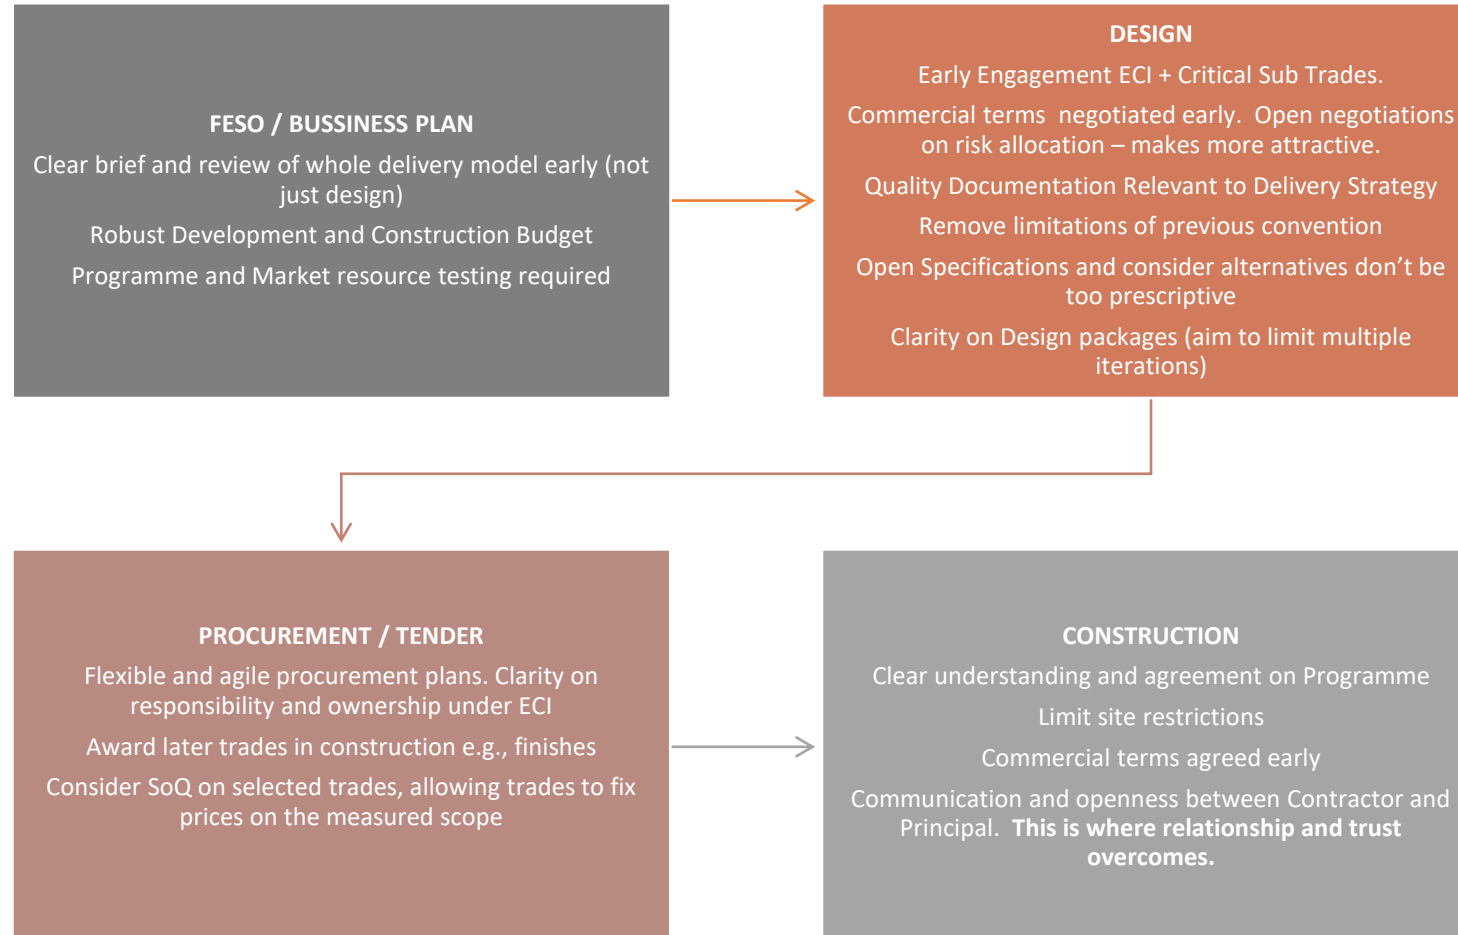 FESO / BUSSINESS PLAN
Clear brief and review of whole delivery model early (not
just design)
Robust Development and Construction Budget
Programme and Market resource testing required
DESIGN
Early Engagement ECI + Critical Sub Trades.
Commercial terms  negotiated early.  Open negotiations
on risk allocation – makes more attractive.
Quality Documentation Relevant to Delivery Strategy
Remove limitations of previous convention
Open Specifications and consider alternatives don’t be
too prescriptive
Clarity on Design packages (aim to limit multiple
iterations)
PROCUREMENT / TENDER
Flexible and agile procurement plans. Clarity on
responsibility and ownership under ECI
Award later trades in construction e.g., finishes
Consider SoQ on selected trades, allowing trades to fix
prices on the measured scope
CONSTRUCTION
Clear understanding and agreement on Programme
Limit site restrictions
Commercial terms agreed early
Communication and openness between Contractor and
Principal.  This is where relationship and trust
overcomes.